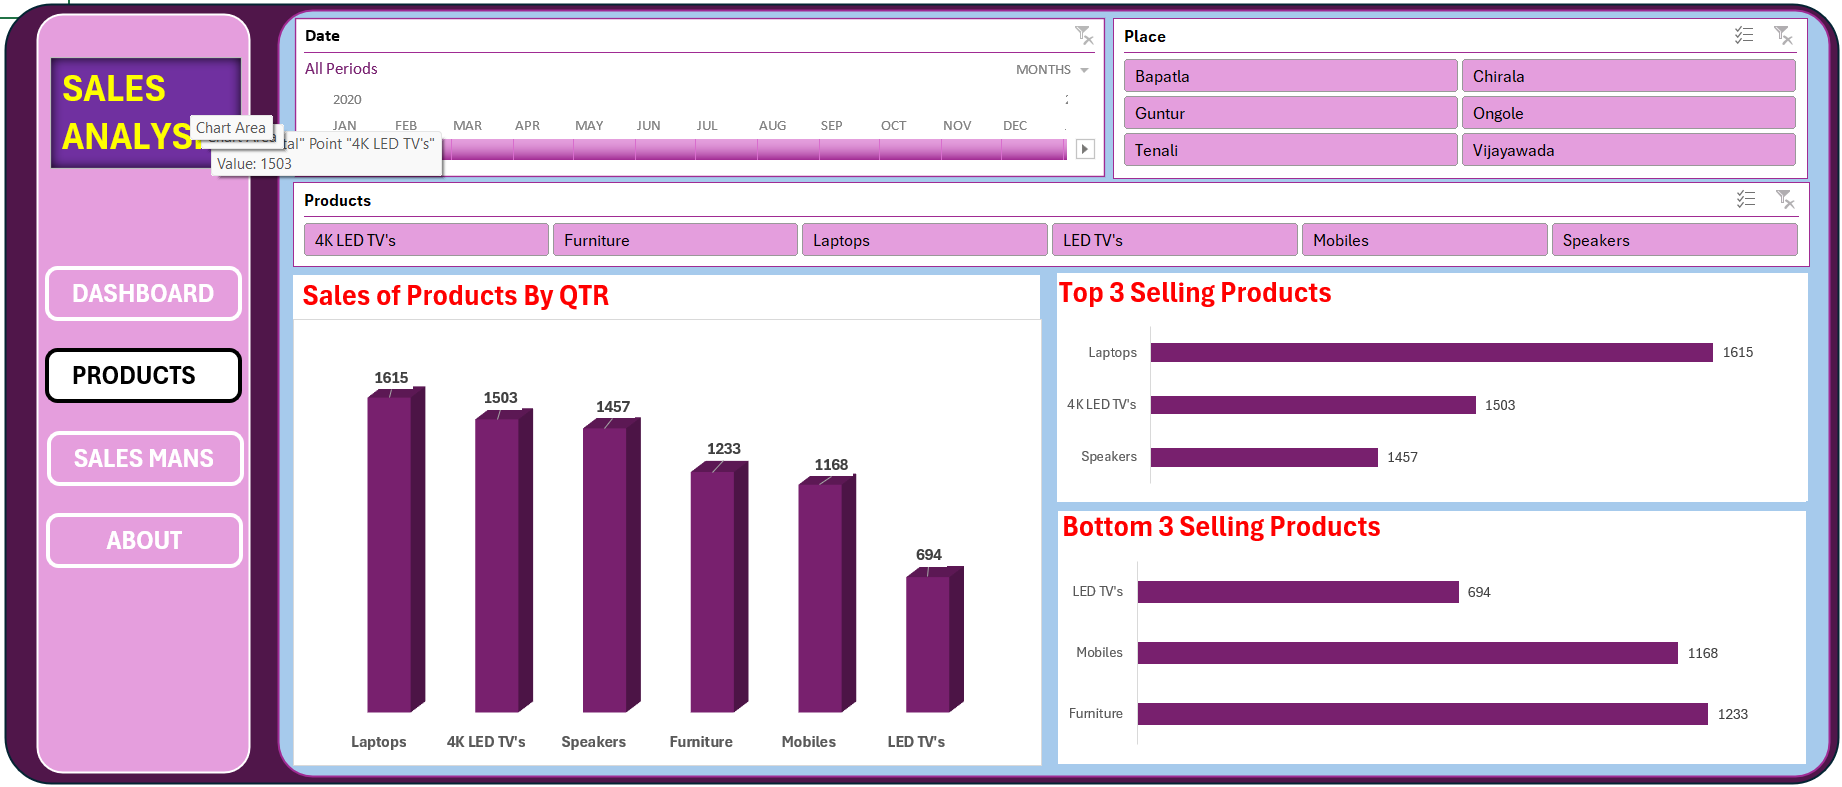 SALES
ANALYS
Chart Area
tal" Point "4K LED TV's"
Value: 1503
DASHBOARD
PRODUCTS
SALES MANS
ABOUT
Date
All Periods
MONTHS
2020
JAN FEB MAR APR MAY JUN JUL AUG SEP OCT NOV DEC
Place
Bapatla Chirala
Guntur Ongole
Tenali Vijayawada
Products
4K LED TV's Furniture Laptops LED TV's Mobiles Speakers
Sales of Products By QTR
1615
1503
1457
1233
1168
694
Laptops 4K LED TV's Speakers Furniture Mobiles LED TV's
Top 3 Selling Products
Laptops 1615
4K LED TV's 1503
Speakers 1457
Bottom 3 Selling Products
LED TV's 694
Mobiles 1168
Furniture 1233